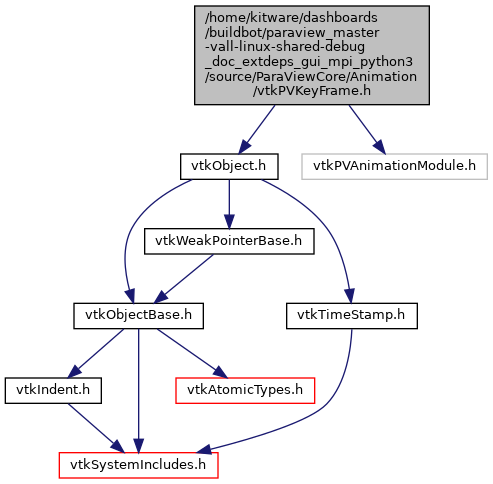 /home/kitware/dashboards
/buildbot/paraview_master
-vall-linux-shared-debug
_doc_extdeps_gui_mpi_python3
/source/ParaViewCore/Animation
/vtkPVKeyFrame.h
vtkObject.h
vtkPVAnimationModule.h
vtkWeakPointerBase.h
vtkObjectBase.h
vtkTimeStamp.h
vtkIndent.h
vtkAtomicTypes.h
vtkSystemIncludes.h